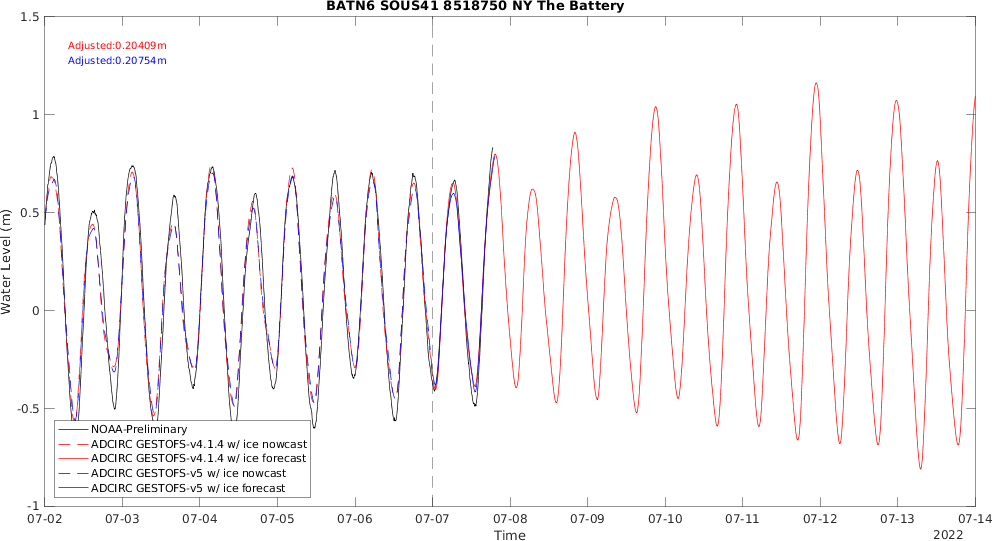 BATN6 SOUS41 8518750 NY The Battery
Adjusted:0.20409m
Adjusted:0.20754m
1.5
1
0.5
0
-0.5
-1
Water Level (m)
NOAA-Preliminary
ADCIRC GESTOFS-v4.1.4 w/ ice nowcast
ADCIRC GESTOFS-v4.1.4 w/ ice forecast
ADCIRC GESTOFS-v5 w/ ice nowcast
ADCIRC GESTOFS-v5 w/ ice forecast
07-02 07-03 07-04 07-05 07-06 07-07 07-08 07-09 07-10 07-11 07-12 07-13 07-14
Time
2022